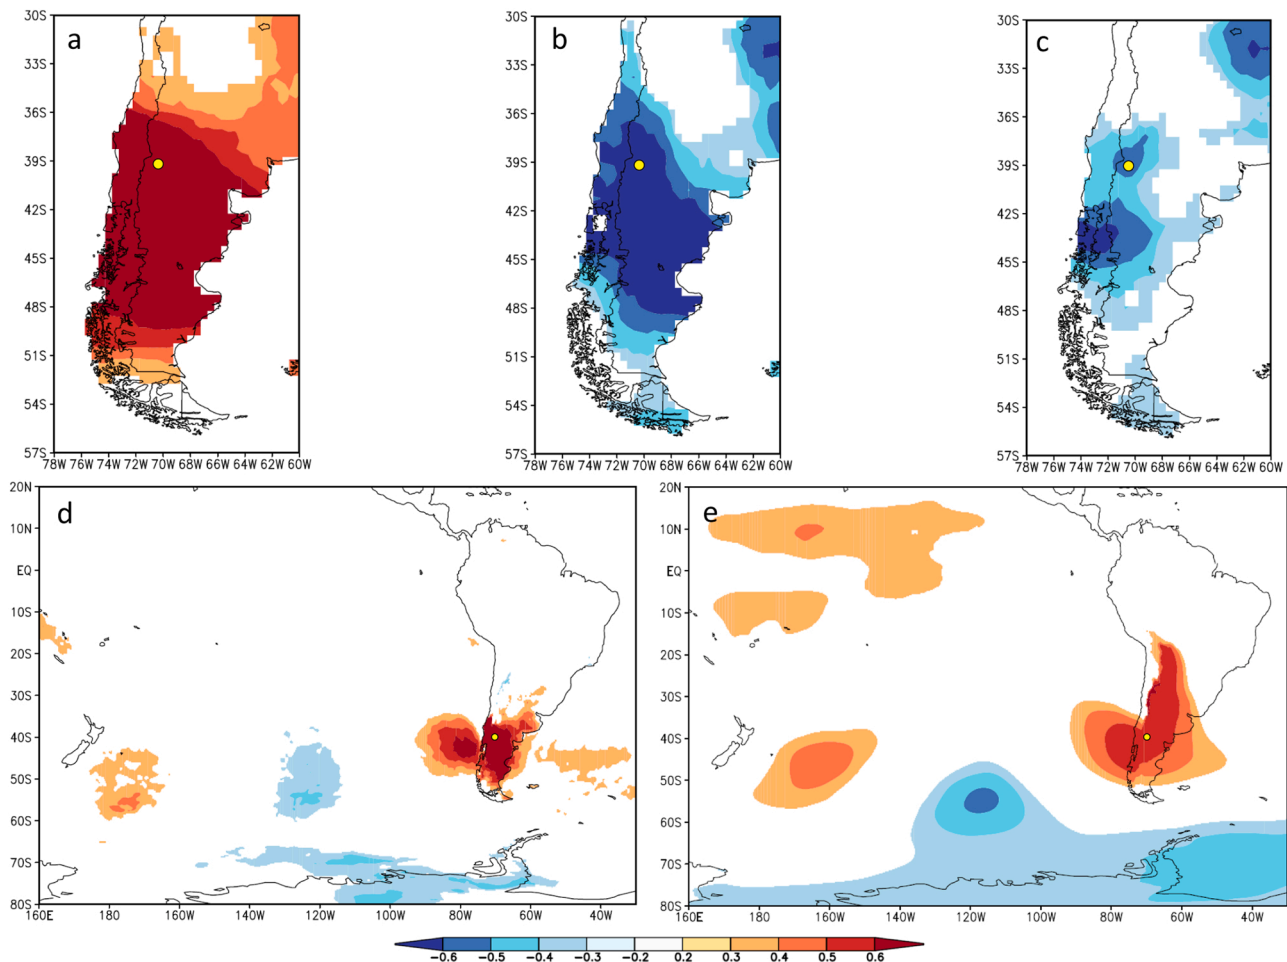 a
30S
33S
36S
39S
42S
45S
48S
51S
54S
57S
78W 76W 74W 72W 70W 68W 66W 64W 62W 60W
b
30S
33S
36S
39S
42S
45S
48S
51S
54S
57S
78W 76W 74W 72W 70W 68W 66W 64W 62W 60W
c
30S
33S
36S
39S
42S
45S
48S
51S
54S
57S
78W 76W 74W 72W 70W 68W 66W 64W 62W 60W
d
20N
10N
EQ
10S
20S
30S
40S
50S
60S
70S
80S
160E 180 160W 140W 120W 100W 80W 60W 40W
e
20N
10N
EQ
10S
20S
30S
40S
50S
60S
70S
80S
160E 180 160W 140W 120W 100W 80W 60W 40W
-0.6 -0.5 -0.4 -0.3 -0.2 0.2 0.3 0.4 0.5 0.6